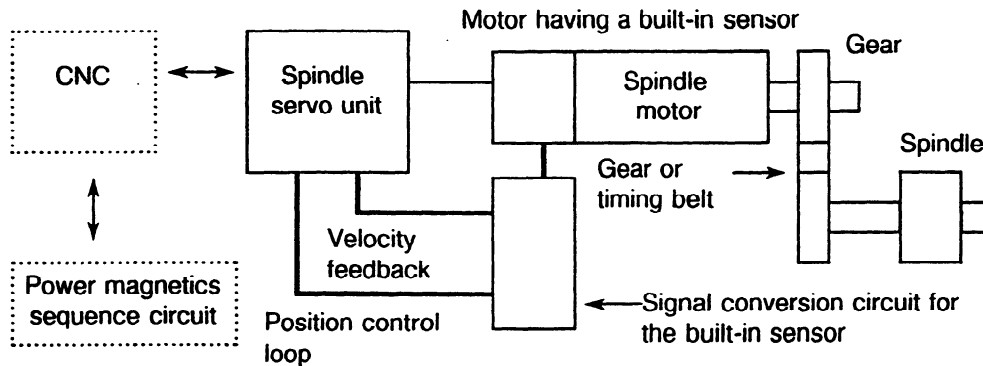 Motor having a built-in sensor
CNC
Spindle
servo unit
Spindle
motor
Gear
Spindle
Gear or
timing belt
Velocity
feedback
Power magnetics
sequence circuit
Position control
loop
Signal conversion circuit for
the built-in sensor